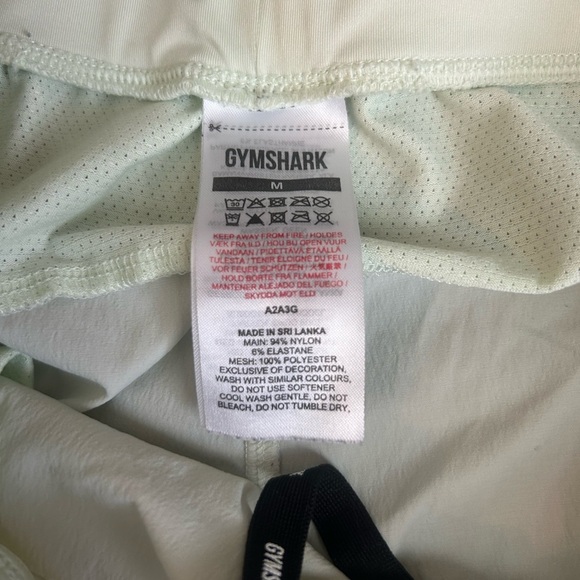 GYMSHARK
M
KEEP AWAY FROM FIRE / HOLDES
VÆK FRA ILD / HOU BIJ OPEN VUUR
VANDAAN / PIDETTÄVÄ ETÄÄLLÄ
TULESTA / TENIR ÉLOIGNÉ DU FEU /
VOR FEUER SCHÜTZEN /
HOLD BORTE FRA FLAMMER /
MANTENER ALEJADO DEL FUEGO /
SKYDDA MOT ELD
A2A3G
MADE IN SRI LANKA
MAIN: 94% NYLON
6% ELASTANE
MESH: 100% POLYESTER
EXCLUSIVE OF DECORATION,
WASH WITH SIMILAR COLOURS,
DO NOT USE SOFTENER
COOL WASH GENTLE, DO NOT
BLEACH, DO NOT TUMBLE DRY,
GYMS